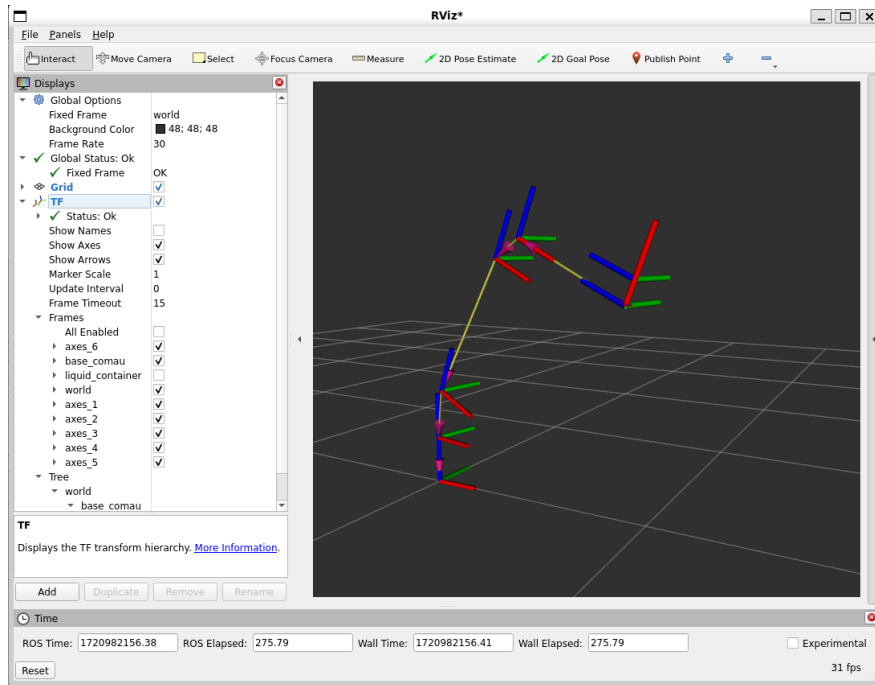 RViz*
File Panels Help
Interact Move Camera Select Focus Camera Measure 2D Pose Estimate 2D Goal Pose Publish Point
Displays
Global Options
Fixed Frame world
Background Color 48; 48; 48
Frame Rate 30
Global Status: Ok
Fixed Frame OK
Grid
TF
Status: Ok
Show Names
Show Axes
Show Arrows
Marker Scale 1
Update Interval 0
Frame Timeout 15
Frames
All Enabled
axes_6
base_comau
liquid_container
world
axes_1
axes_2
axes_3
axes_4
axes_5
Tree
world
base_comau
TF
Displays the TF transform hierarchy. More Information.
Add Duplicate Remove Rename
Time
ROS Time: 1720982156.38 ROS Elapsed: 275.79 Wall Time: 1720982156.41 Wall Elapsed: 275.79 Experimental
Reset 31 fps